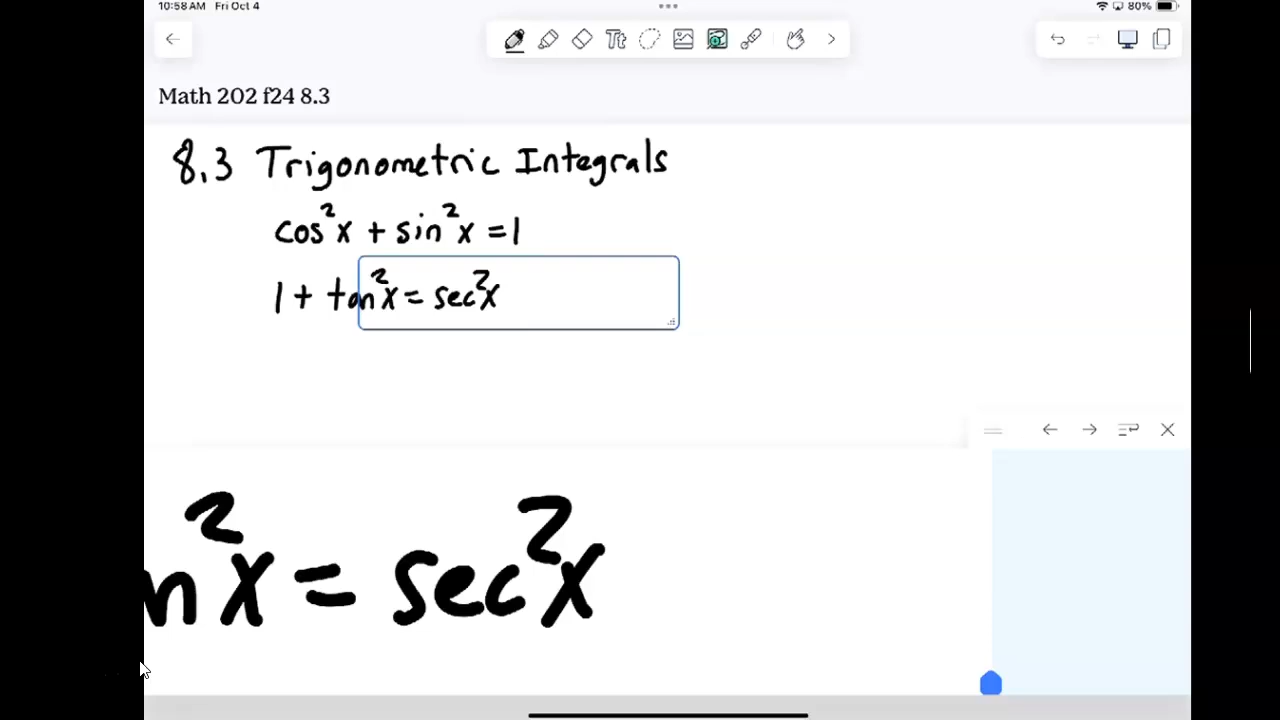 10:58 AM Fri Oct 4
80%
Tt
Math 202 f24 8.3
8.3 Trigonometric Integrals
cos²x + sin²x = 1
1 + tan²x = sec²x
n²x = sec²x